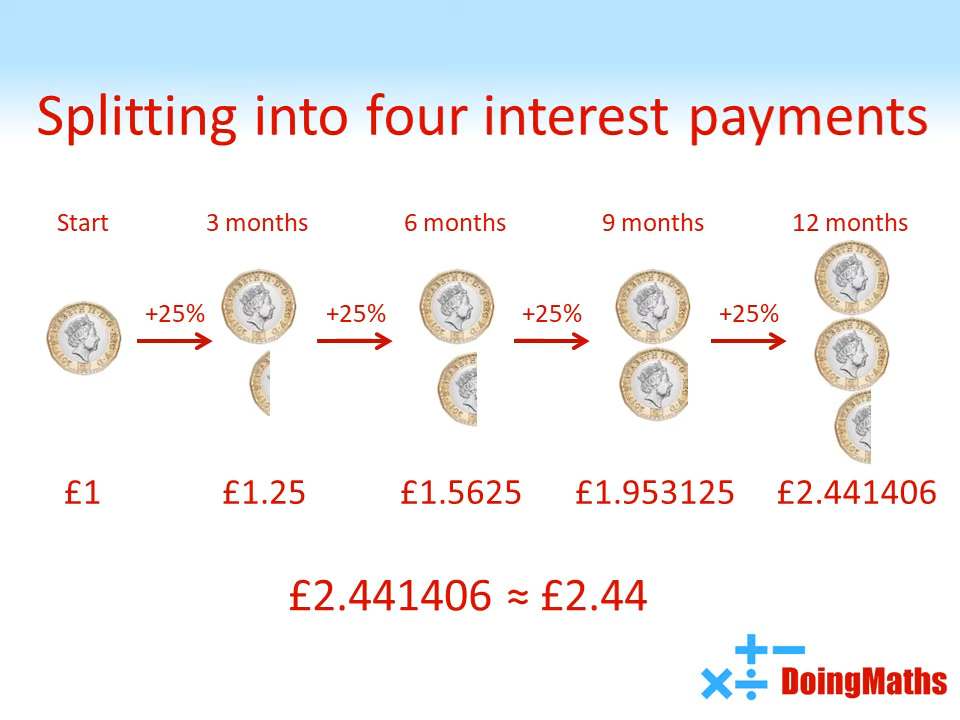 Splitting into four interest payments
Start 3 months 6 months 9 months 12 months
+25% +25% +25% +25%
£1 £1.25 £1.5625 £1.953125 £2.441406
£2.441406 ≈ £2.44
DoingMaths